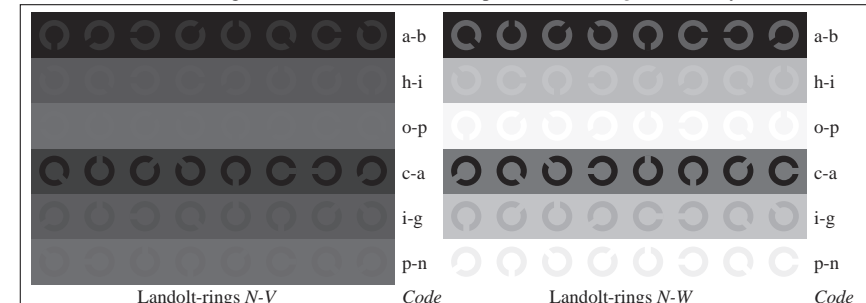 a-b a-b
h-i h-i
o-p o-p
c-a c-a
i-g i-g
p-n p-n
Landolt-rings N-V Code Landolt-rings N-W Code